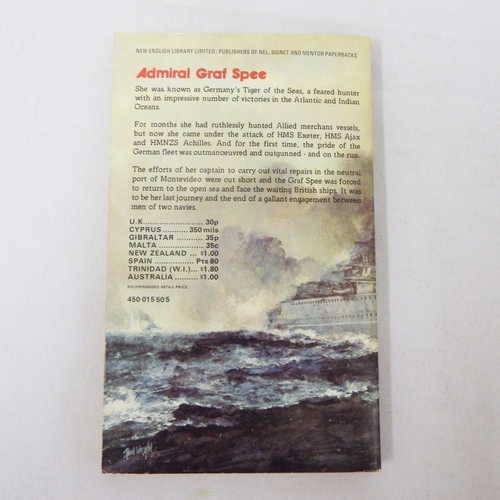 NEW ENGLISH LIBRARY LIMITED: PUBLISHERS OF NEL, SIGNET AND MENTOR PAPERBACKS
Admiral Graf Spee
She was known as Germany's Tiger of the Seas, a feared hunter
with an impressive number of victories in the Atlantic and Indian
Oceans.
For months she had ruthlessly hunted Allied merchans vessels,
but now she came under the attack of HMS Exeter, HMS Ajax
and HMNZS Achilles. And for the first time, the pride of the
German fleet was outmanoeuvred and outgunned - and on the run.
The efforts of her captain to carry out vital repairs in the neutral
port of Montevideo were cut short and the Graf Spee was forced
to return to the open sea and face the waiting British ships. It was
to be her last journey and the end of a gallant engagement between
men of two navies.
U.K. .................... 30p
CYPRUS .......... 350 mils
GIBRALTAR ........... 35p
MALTA ................. 35c
NEW ZEALAND ... $1.00
SPAIN ............... Pts 80
TRINIDAD (W.I.)... $1.80
AUSTRALIA .......... $1.00
RECOMMENDED RETAIL PRICE
450 01550 5